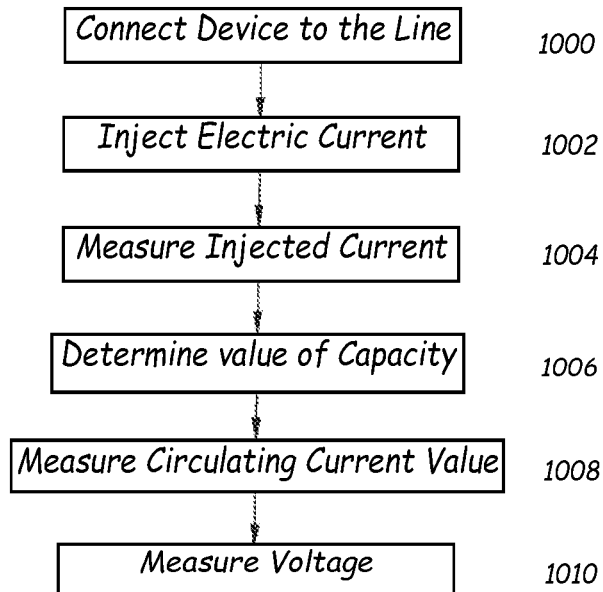 Connect Device to the Line 1000
Inject Electric Current 1002
Measure Injected Current 1004
Determine value of Capacity 1006
Measure Circulating Current Value 1008
Measure Voltage 1010